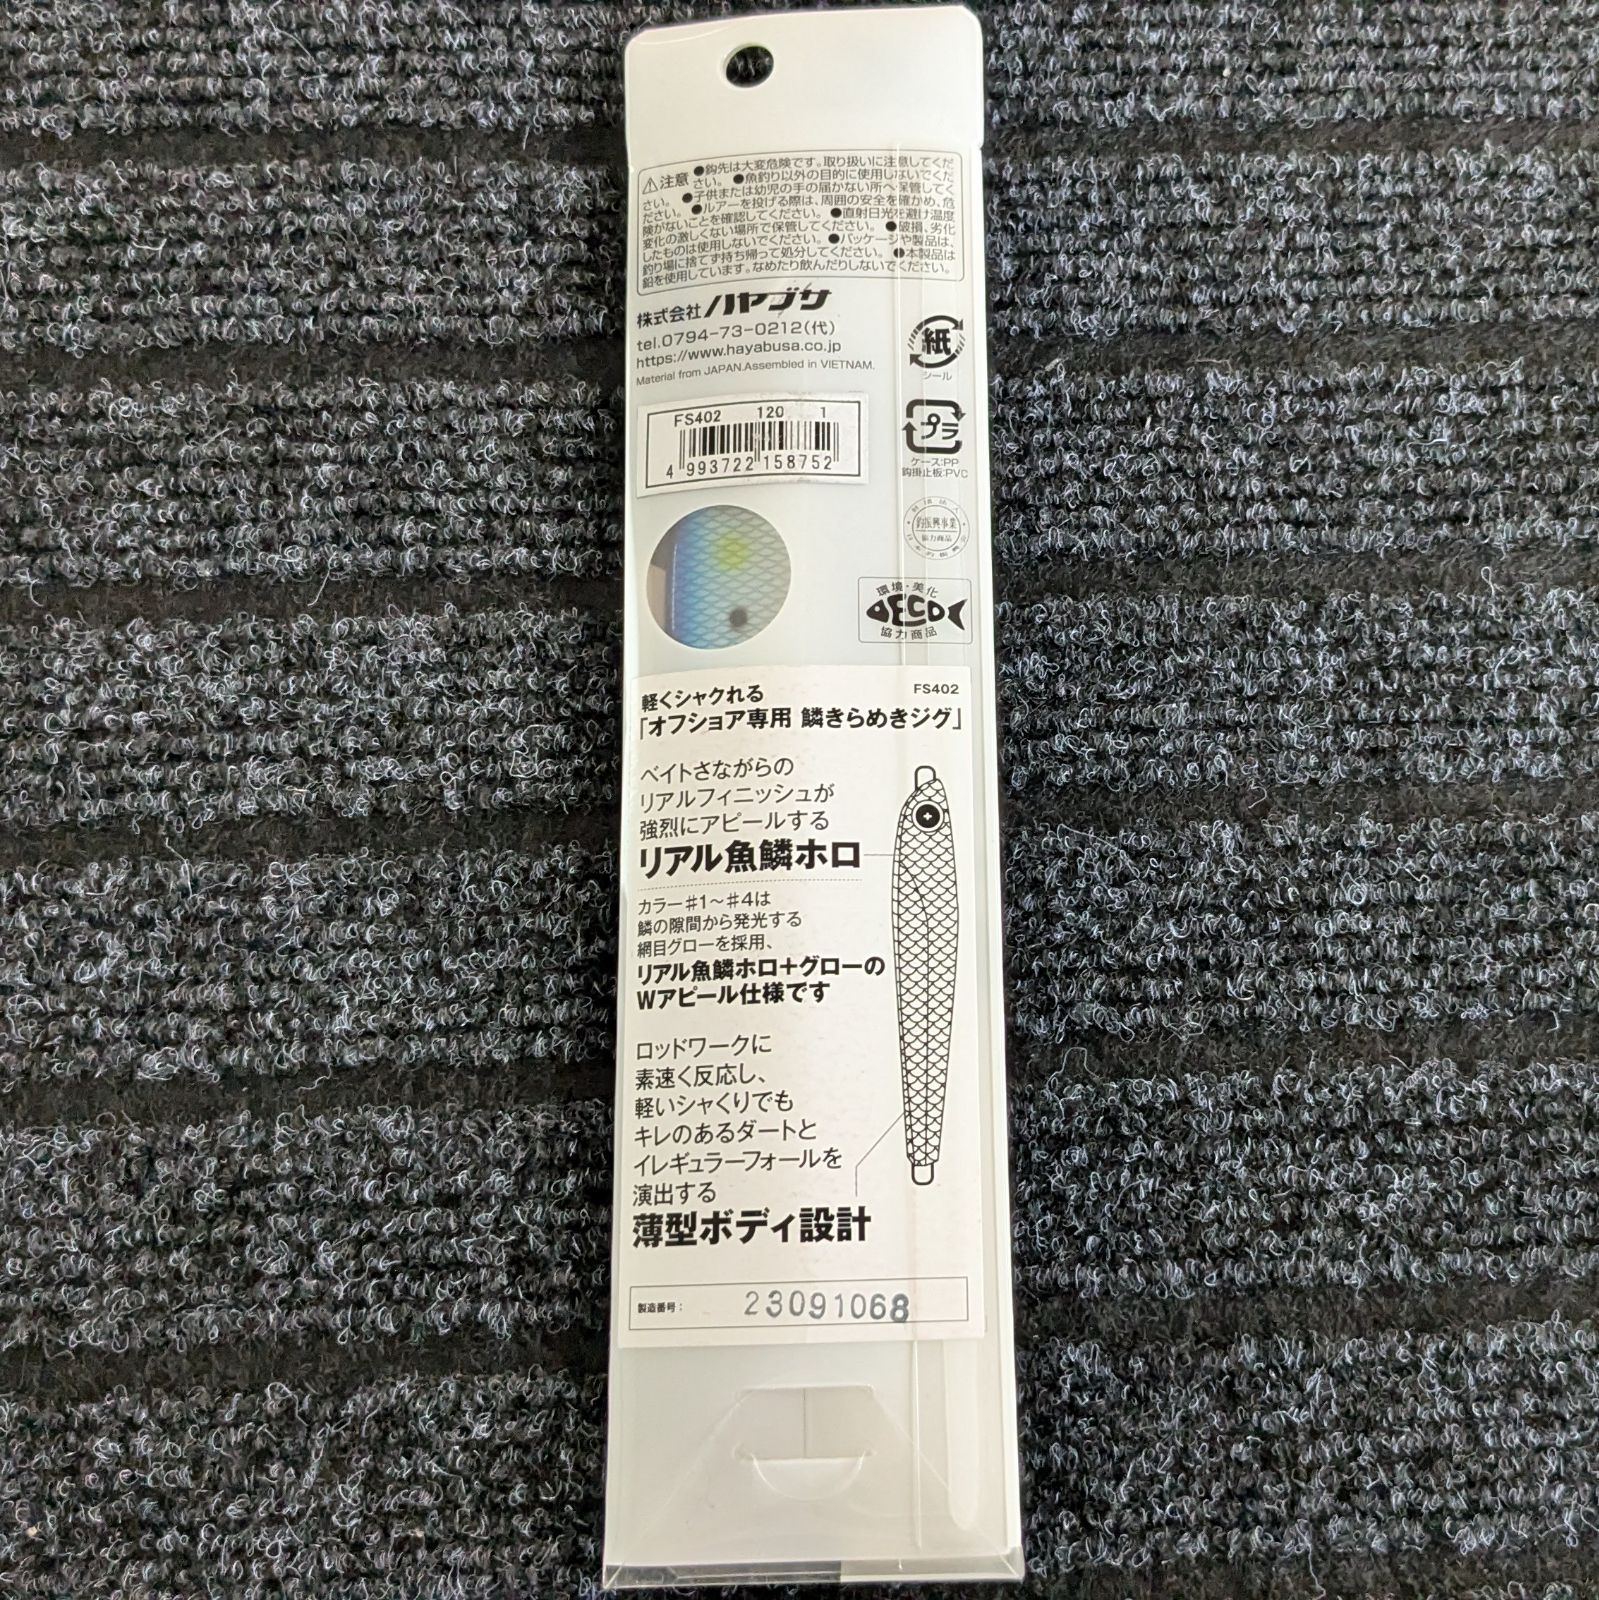 ⚠注意 ●鈎先は大変危険です。取り扱いに注意してくだ
さい。 ●魚釣り以外の目的に使用しないでくだ
さい。 ●子供または幼児の手の届かない所へ保管してく
ださい。 ●ルアーを投げる際は、周囲の安全を確かめ、危
険がないことを確認してください。 ●直射日光を避け温度
変化の激しくない場所で保管してください。 ●破損、劣化
したものは使用しないでください。 ●パッケージや製品は、
釣り場に捨てず持ち帰って処分してください。 ●本製品は
鉛を使用しています。なめたり飲んだりしないでください。
株式会社ハヤブサ
tel.0794-73-0212(代)
https://www.hayabusa.co.jp
Material from JAPAN.Assembled in VIETNAM.
紙
シール
FS402 120 1
4 993722 158752
プラ
ケース:PP
鈎掛止板:PVC
釣振興事業
協力商品
環境・美化
ECO
協力商品
軽くシャクれる
FS402
「オフショア専用 鱗きらめきジグ」
ベイトさながらの
リアルフィニッシュが
強烈にアピールする
リアル魚鱗ホロ
カラー♯1～♯4は
鱗の隙間から発光する
網目グローを採用、
リアル魚鱗ホロ＋グローの
Wアピール仕様です
ロッドワークに
素速く反応し、
軽いシャくりでも
キレのあるダートと
イレギュラーフォールを
演出する
薄型ボディ設計
製造番号： 23091068